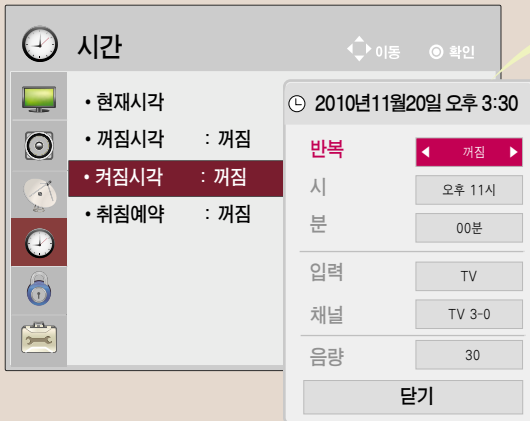 시간
이동 확인
• 현재시각
• 꺼짐시각 : 꺼짐
• 켜짐시각 : 꺼짐
• 취침예약 : 꺼짐
2010년11월20일 오후 3:30
반복 꺼짐
시 오후 11시
분 00분
입력 TV
채널 TV 3-0
음량 30
닫기